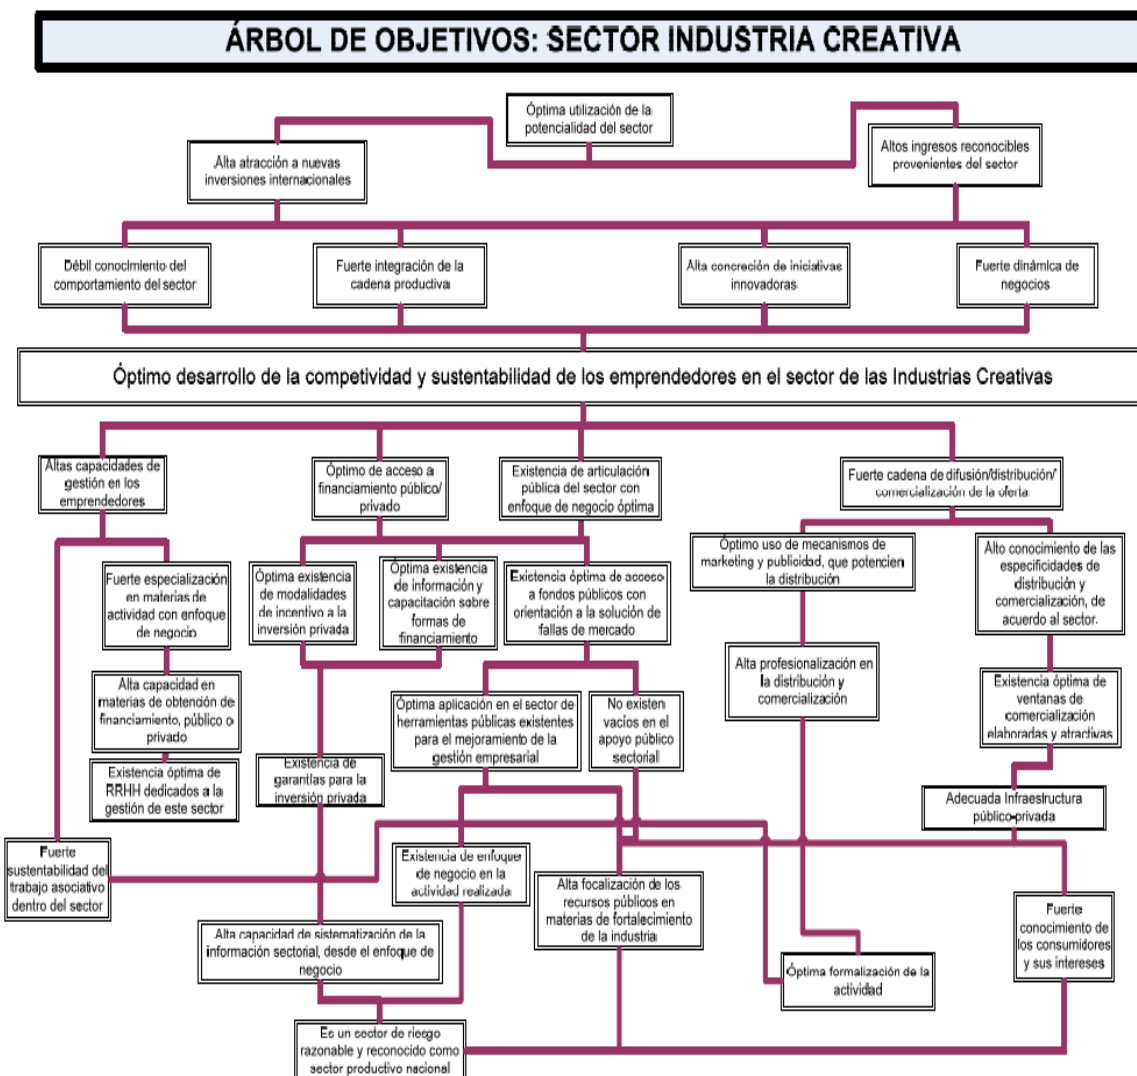 ÁRBOL DE OBJETIVOS: SECTOR INDUSTRIA CREATIVA
Óptima utilización de la
potencialidad del sector
Alta atracción a nuevas
inversiones internacionales
Altos ingresos reconocibles
provenientes del sector
Débil conocimiento del
comportamiento del sector
Fuerte integración de la
cadena productiva
Alta concreción de iniciativas
innovadoras
Fuerte dinámica de
negocios
Óptimo desarrollo de la competividad y sustentabilidad de los emprendedores en el sector de las Industrias Creativas
Altas capacidades de
gestión en los
emprendedores
Óptimo de acceso a
financiamiento público/
privado
Existencia de articulación
pública del sector con
enfoque de negocio óptima
Fuerte cadena de difusión/distribución/
comercialización de la oferta
Fuerte especialización
en materias de
actividad con enfoque
de negocio
Óptima existencia
de modalidades
de incentivo a la
inversión privada
Óptima existencia
de información y
capacitación sobre
formas de
financiamiento
Existencia óptima de acceso
a fondos públicos con
orientación a la solución de
fallas de mercado
Óptimo uso de mecanismos de
marketing y publicidad, que potencien
la distribución
Alto conocimiento de las
especificidades de
distribución y
comercialización, de
acuerdo al sector.
Alta capacidad en
materias de obtención de
financiamiento, público o
privado
Óptima aplicación en el sector de
herramientas públicas existentes
para el mejoramiento de la
gestión empresarial
No existen
vacíos en el
apoyo público
sectorial
Alta profesionalización en
la distribución y
comercialización
Existencia óptima de
ventanas de
comercialización
elaboradas y atractivas
Existencia óptima de
RRHH dedicados a la
gestión de este sector
Existencia de
garantías para la
inversión privada
Adecuada Infraestructura
público-privada
Fuerte
sustentabilidad del
trabajo asociativo
dentro del sector
Existencia de enfoque
de negocio en la
actividad realizada
Alta focalización de los
recursos públicos en
materias de fortalecimiento
de la industria
Fuerte
conocimiento de
los consumidores
y sus intereses
Alta capacidad de sistematización de la
información sectorial, desde el enfoque de
negocio
Óptima formalización de la
actividad
Es un sector de riesgo
razonable y reconocido como
sector productivo nacional